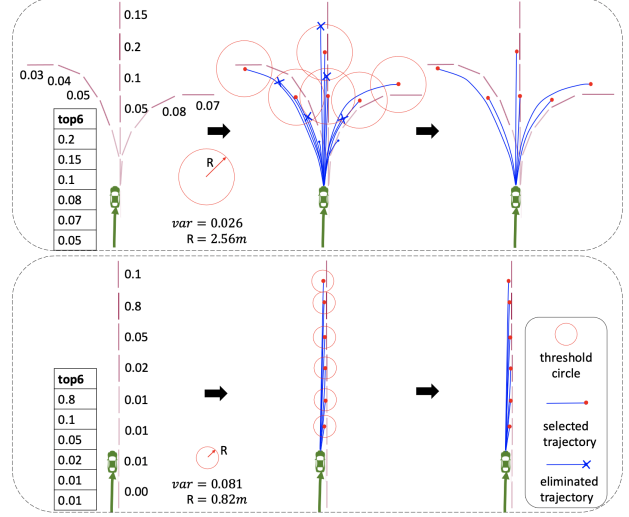 0.15
0.2
0.1
0.05
0.03
0.04
0.05
0.08
0.07
top6
0.2
0.15
0.1
0.08
0.07
0.05
R
var = 0.026
R = 2.56m
0.1
0.8
0.05
0.02
0.01
0.01
0.01
0.00
top6
0.8
0.1
0.05
0.02
0.01
0.01
R
var = 0.081
R = 0.82m
threshold
circle
selected
trajectory
eliminated
trajectory